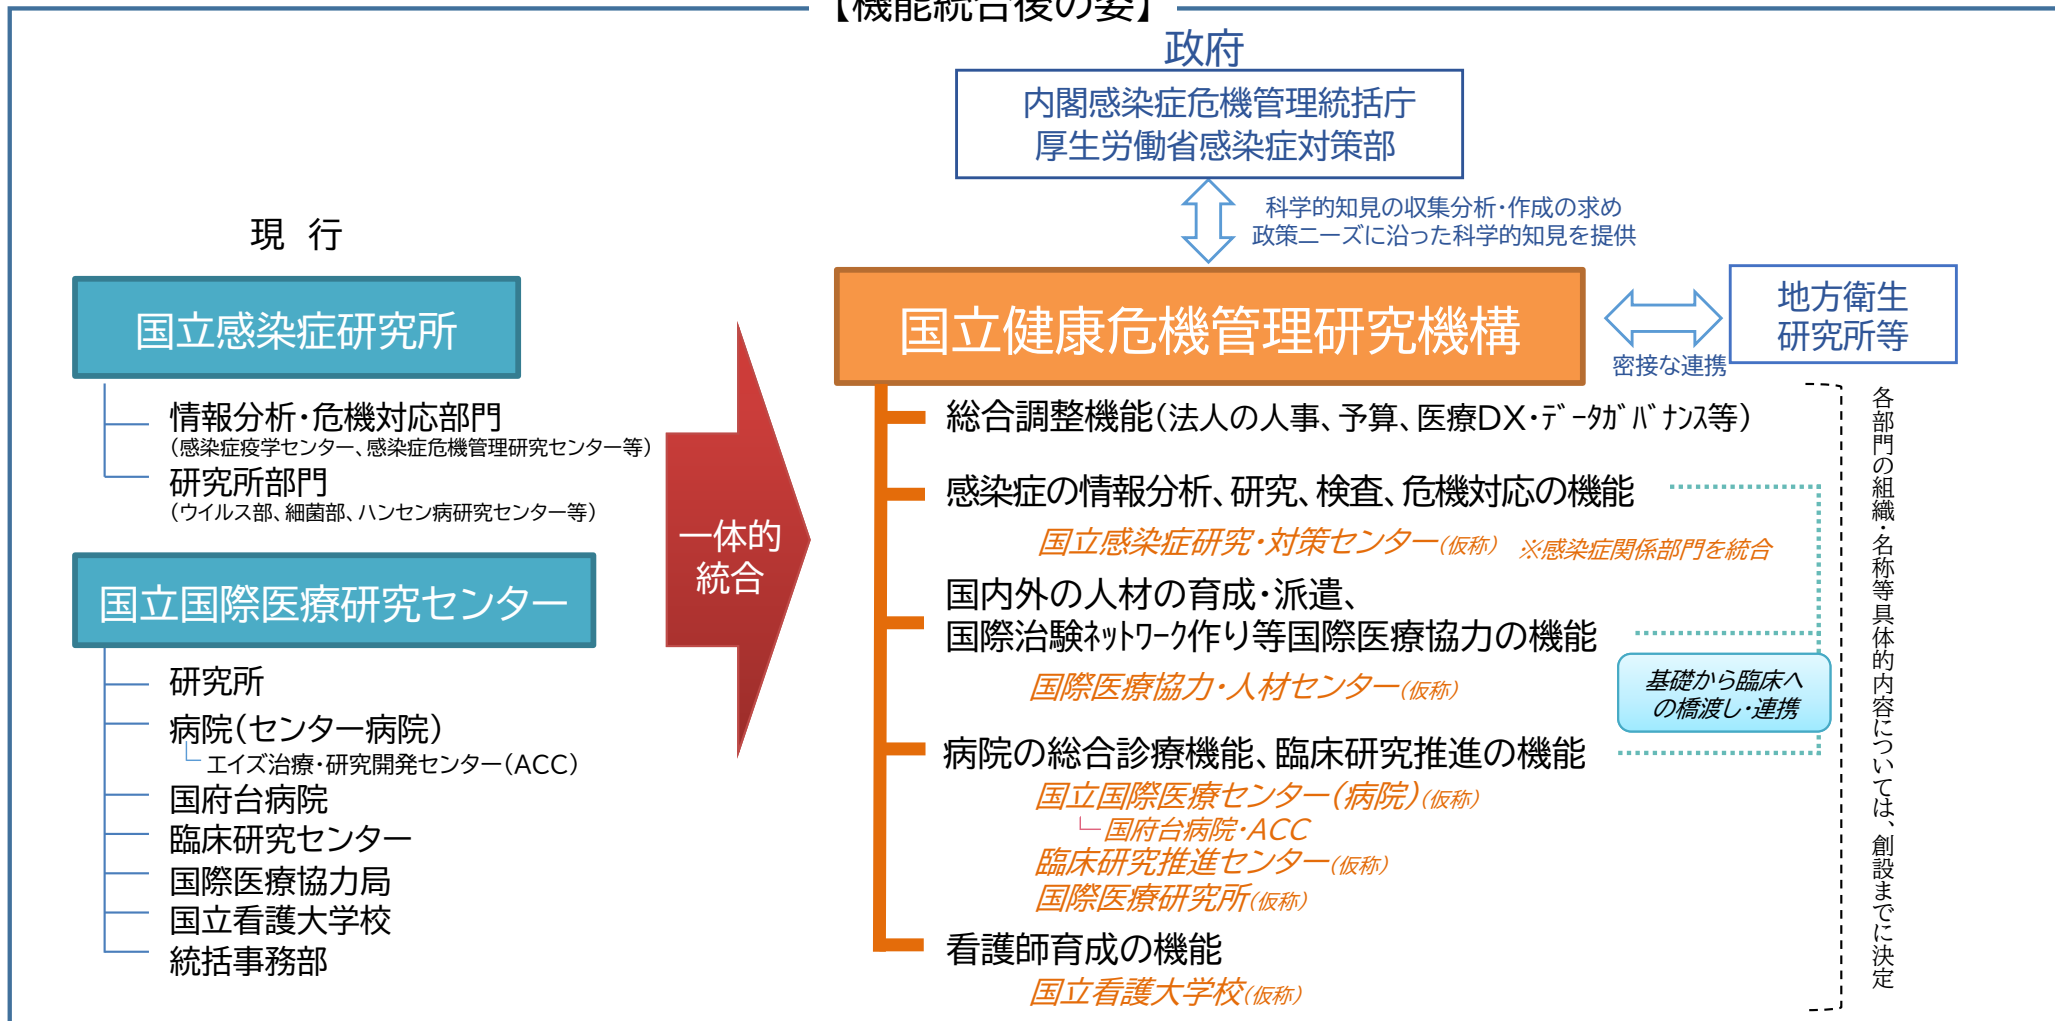 【機能統合後の姿】
政府
内閣感染症危機管理統括庁
厚生労働省感染症対策部
科学的知見の収集分析・作成の求め
政策ニーズに沿った科学的知見を提供
現 行
国立感染症研究所
情報分析・危機対応部門
(感染症疫学センター、感染症危機管理研究センター等)
研究所部門
(ウイルス部、細菌部、ハンセン病研究センター等)
国立国際医療研究センター
研究所
病院(センター病院)
エイズ治療・研究開発センター(ACC)
国府台病院
臨床研究センター
国際医療協力局
国立看護大学校
統括事務部
一体的
統合
国立健康危機管理研究機構
密接な連携
地方衛生
研究所等
総合調整機能(法人の人事、予算、医療DX・ﾃﾞｰﾀｶﾞﾊﾞﾅﾝｽ等)
感染症の情報分析、研究、検査、危機対応の機能
国立感染症研究・対策センター(仮称) ※感染症関係部門を統合
国内外の人材の育成・派遣、
国際治験ﾈｯﾄﾜｰｸ作り等国際医療協力の機能
国際医療協力・人材センター(仮称)
基礎から臨床へ
の橋渡し・連携
病院の総合診療機能、臨床研究推進の機能
国立国際医療センター(病院)(仮称)
国府台病院・ACC
臨床研究推進センター(仮称)
国際医療研究所(仮称)
看護師育成の機能
国立看護大学校(仮称)
各部門の組織・名称等具体的内容については、創設までに決定